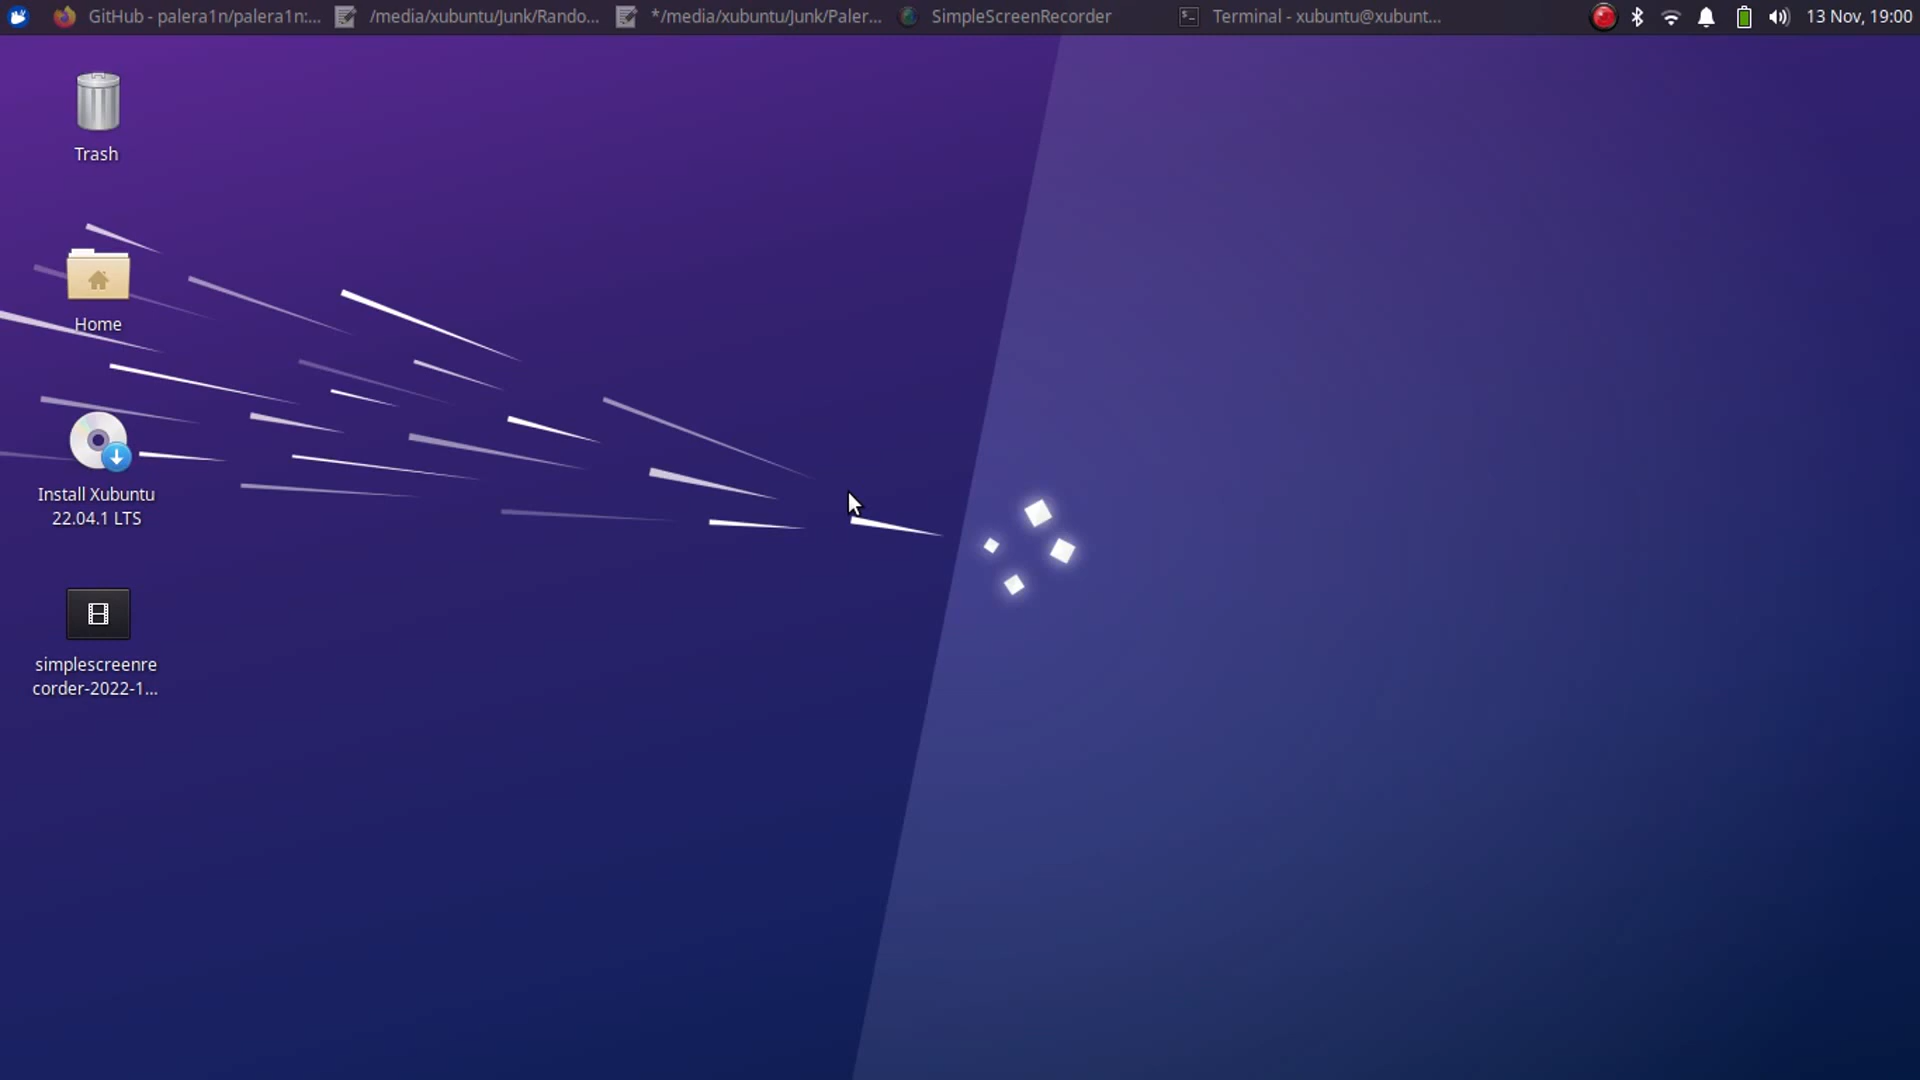 GitHub - palera1n/palera1n:...
/media/xubuntu/Junk/Rando...
*/media/xubuntu/Junk/Paler...
SimpleScreenRecorder
Terminal - xubuntu@xubunt...
13 Nov, 19:00
Trash
Home
Install Xubuntu
22.04.1 LTS
simplescreenre
corder-2022-1...